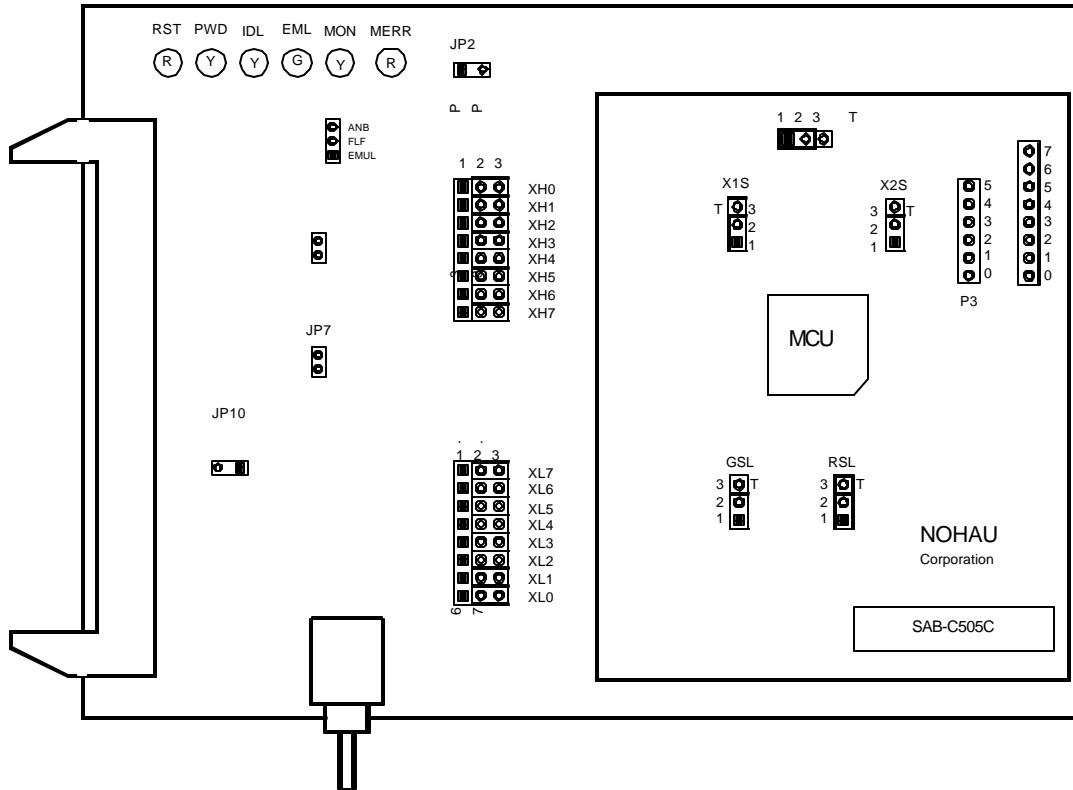 RST PWD IDL EML MON MERR
R Y Y G Y R
JP2
P P
ANB
FLF
EMUL
1 2 3
XH0
XH1
XH2
XH3
XH4
XH5
XH6
XH7
JP7
JP10
1 2 3
XL7
XL6
XL5
XL4
XL3
XL2
XL1
XL0
6 7
1 2 3 T
X1S
T 3
2
1
X2S
3 T
2
1
5
4
3
2
1
0
P3
7
6
5
4
3
2
1
0
MCU
GSL
3 T
2
1
RSL
3 T
2
1
NOHAU
Corporation
SAB-C505C